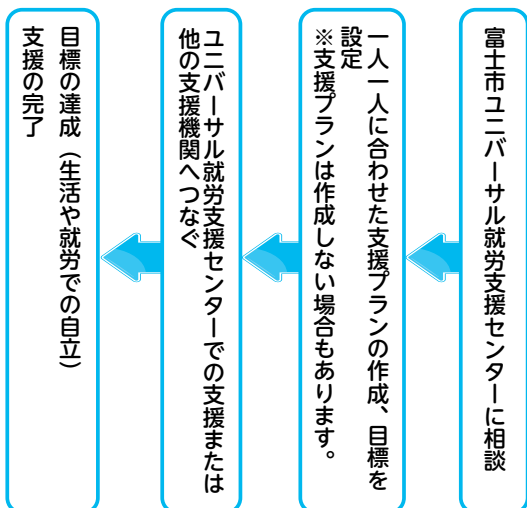 富士市ユニバーサル就労支援センターに相談
一人一人に合わせた支援プランの作成、目標を
設定
※支援プランは作成しない場合もあります。
ユニバーサル就労支援センターでの支援または
他の支援機関へつなぐ
目標の達成（生活や就労での自立）
支援の完了